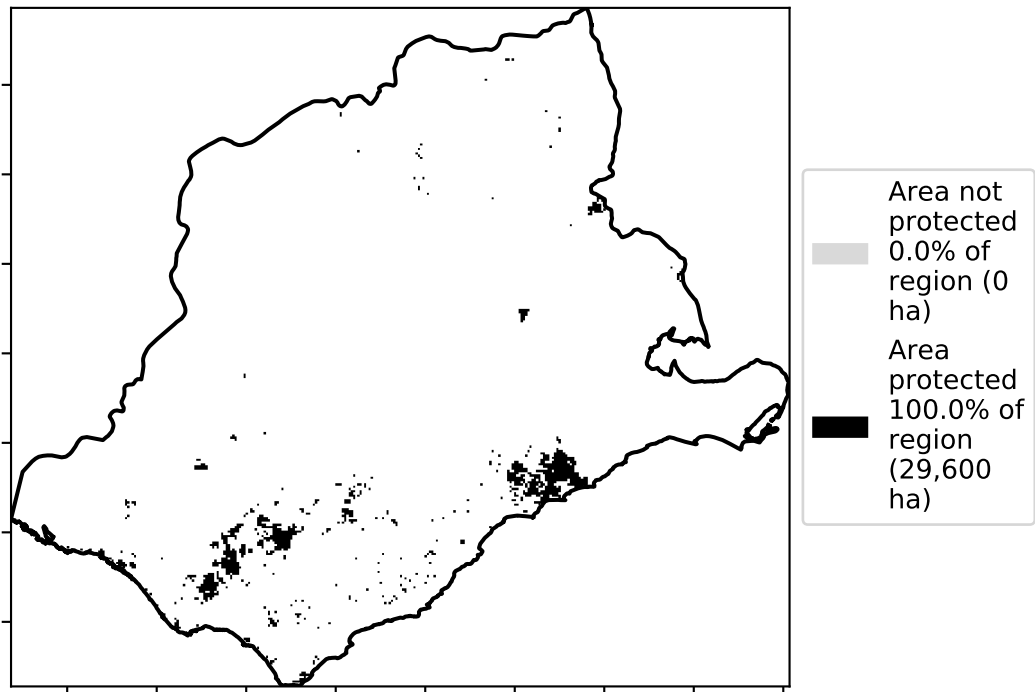 Area not
protected
0.0% of
region (0
ha)
Area
protected
100.0% of
region
(29,600
ha)